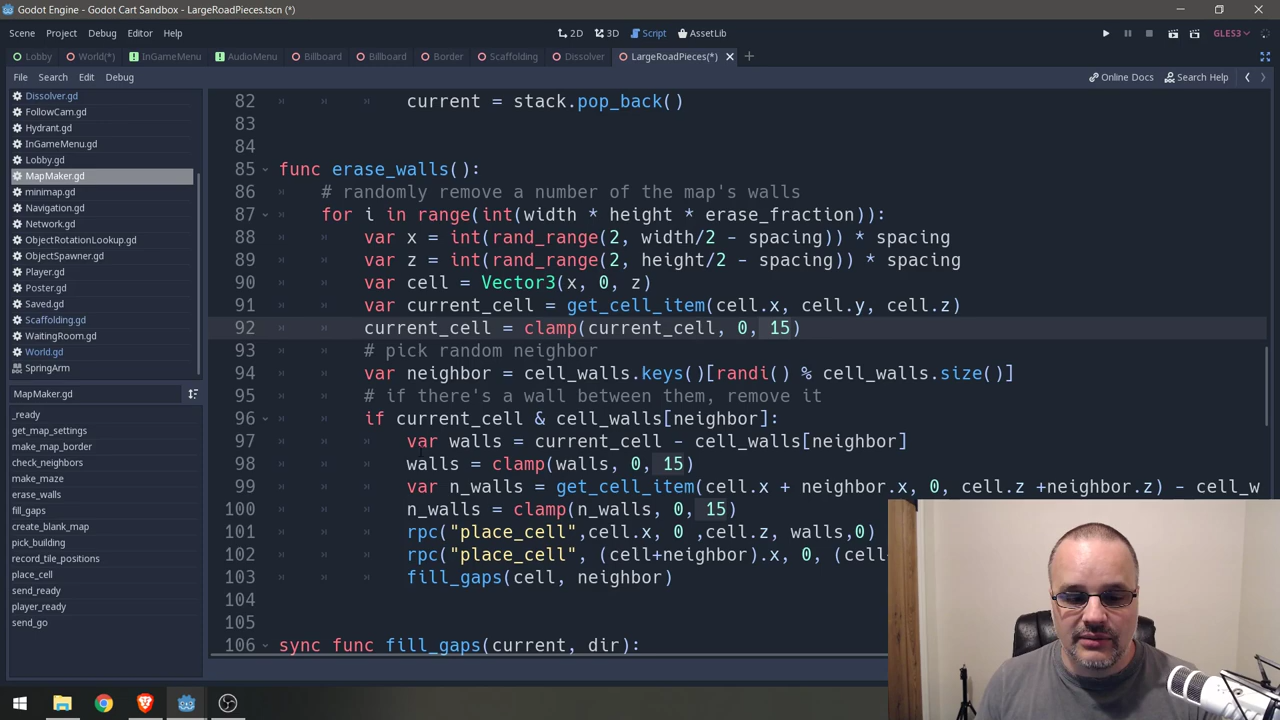 Godot Engine - Godot Cart Sandbox - LargeRoadPieces.tscn (*)
Scene Project Debug Editor Help
2D 3D Script AssetLib
GLES3
Lobby World(*) InGameMenu AudioMenu Billboard Billboard Border Scaffolding Dissolver LargeRoadPieces(*)
File Search Edit Debug
Online Docs Search Help
Dissolver.gd
FollowCam.gd
Hydrant.gd
InGameMenu.gd
Lobby.gd
MapMaker.gd
minimap.gd
Navigation.gd
Network.gd
ObjectRotationLookup.gd
ObjectSpawner.gd
Player.gd
Poster.gd
Saved.gd
Scaffolding.gd
WaitingRoom.gd
World.gd
SpringArm
MapMaker.gd
_ready
get_map_settings
make_map_border
check_neighbors
make_maze
erase_walls
fill_gaps
create_blank_map
pick_building
record_tile_positions
place_cell
send_ready
player_ready
send_go
82 current = stack.pop_back()
83
84
85 func erase_walls():
86 # randomly remove a number of the map's walls
87 for i in range(int(width * height * erase_fraction)):
88 var x = int(rand_range(2, width/2 - spacing)) * spacing
89 var z = int(rand_range(2, height/2 - spacing)) * spacing
90 var cell = Vector3(x, 0, z)
91 var current_cell = get_cell_item(cell.x, cell.y, cell.z)
92 current_cell = clamp(current_cell, 0, 15)
93 # pick random neighbor
94 var neighbor = cell_walls.keys()[randi() % cell_walls.size()]
95 # if there's a wall between them, remove it
96 if current_cell & cell_walls[neighbor]:
97 var walls = current_cell - cell_walls[neighbor]
98 walls = clamp(walls, 0, 15)
99 var n_walls = get_cell_item(cell.x + neighbor.x, 0, cell.z +neighbor.z) - cell_w
100 n_walls = clamp(n_walls, 0, 15)
101 rpc("place_cell",cell.x, 0 ,cell.z, walls,0)
102 rpc("place_cell", (cell+neighbor).x, 0, (cell
103 fill_gaps(cell, neighbor)
104
105
106 sync func fill_gaps(current, dir):